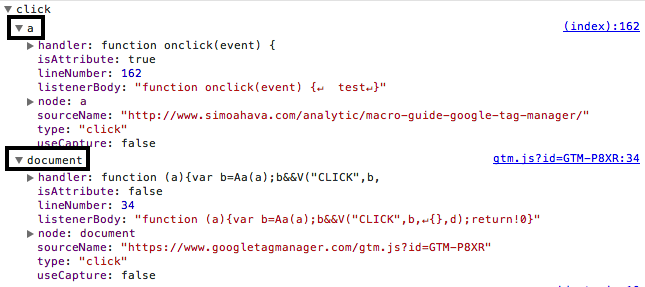 ▼ click
▼ a (index):162
▶ handler: function onclick(event) {
isAttribute: true
lineNumber: 162
listenerBody: "function onclick(event) {↵  test↵}"
▶ node: a
sourceName: "http://www.simoahava.com/analytic/macro-guide-google-tag-manager/"
type: "click"
useCapture: false
▼ document gtm.js?id=GTM-P8XR:34
▶ handler: function (a){var b=Aa(a);b&&V("CLICK",b,
isAttribute: false
lineNumber: 34
listenerBody: "function (a){var b=Aa(a);b&&V("CLICK",b,↵{},d);return!0}"
▶ node: document
sourceName: "https://www.googletagmanager.com/gtm.js?id=GTM-P8XR"
type: "click"
useCapture: false